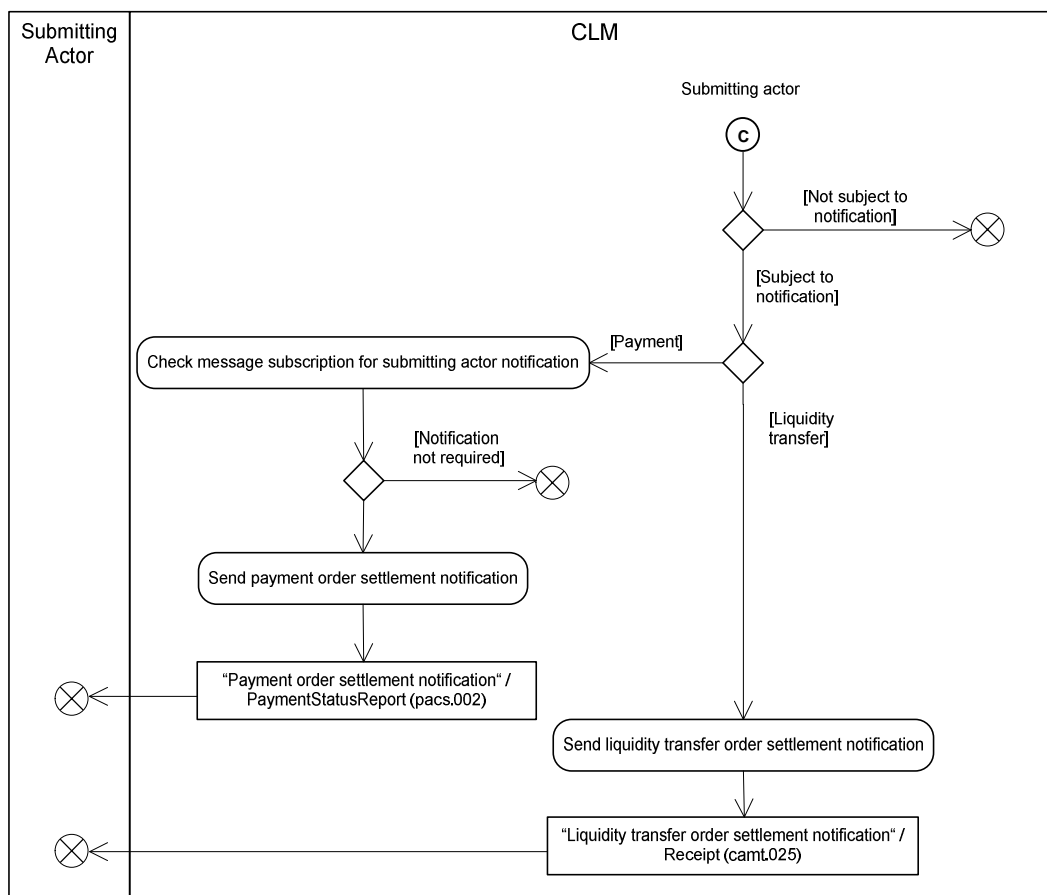 Submitting
Actor
CLM
Submitting actor
C
[Not subject to
notification]
[Subject to
notification]
[Payment]
Check message subscription for submitting actor notification
[Liquidity
transfer]
[Notification
not required]
Send payment order settlement notification
“Payment order settlement notification“ /
PaymentStatusReport (pacs.002)
Send liquidity transfer order settlement notification
“Liquidity transfer order settlement notification“ /
Receipt (camt.025)